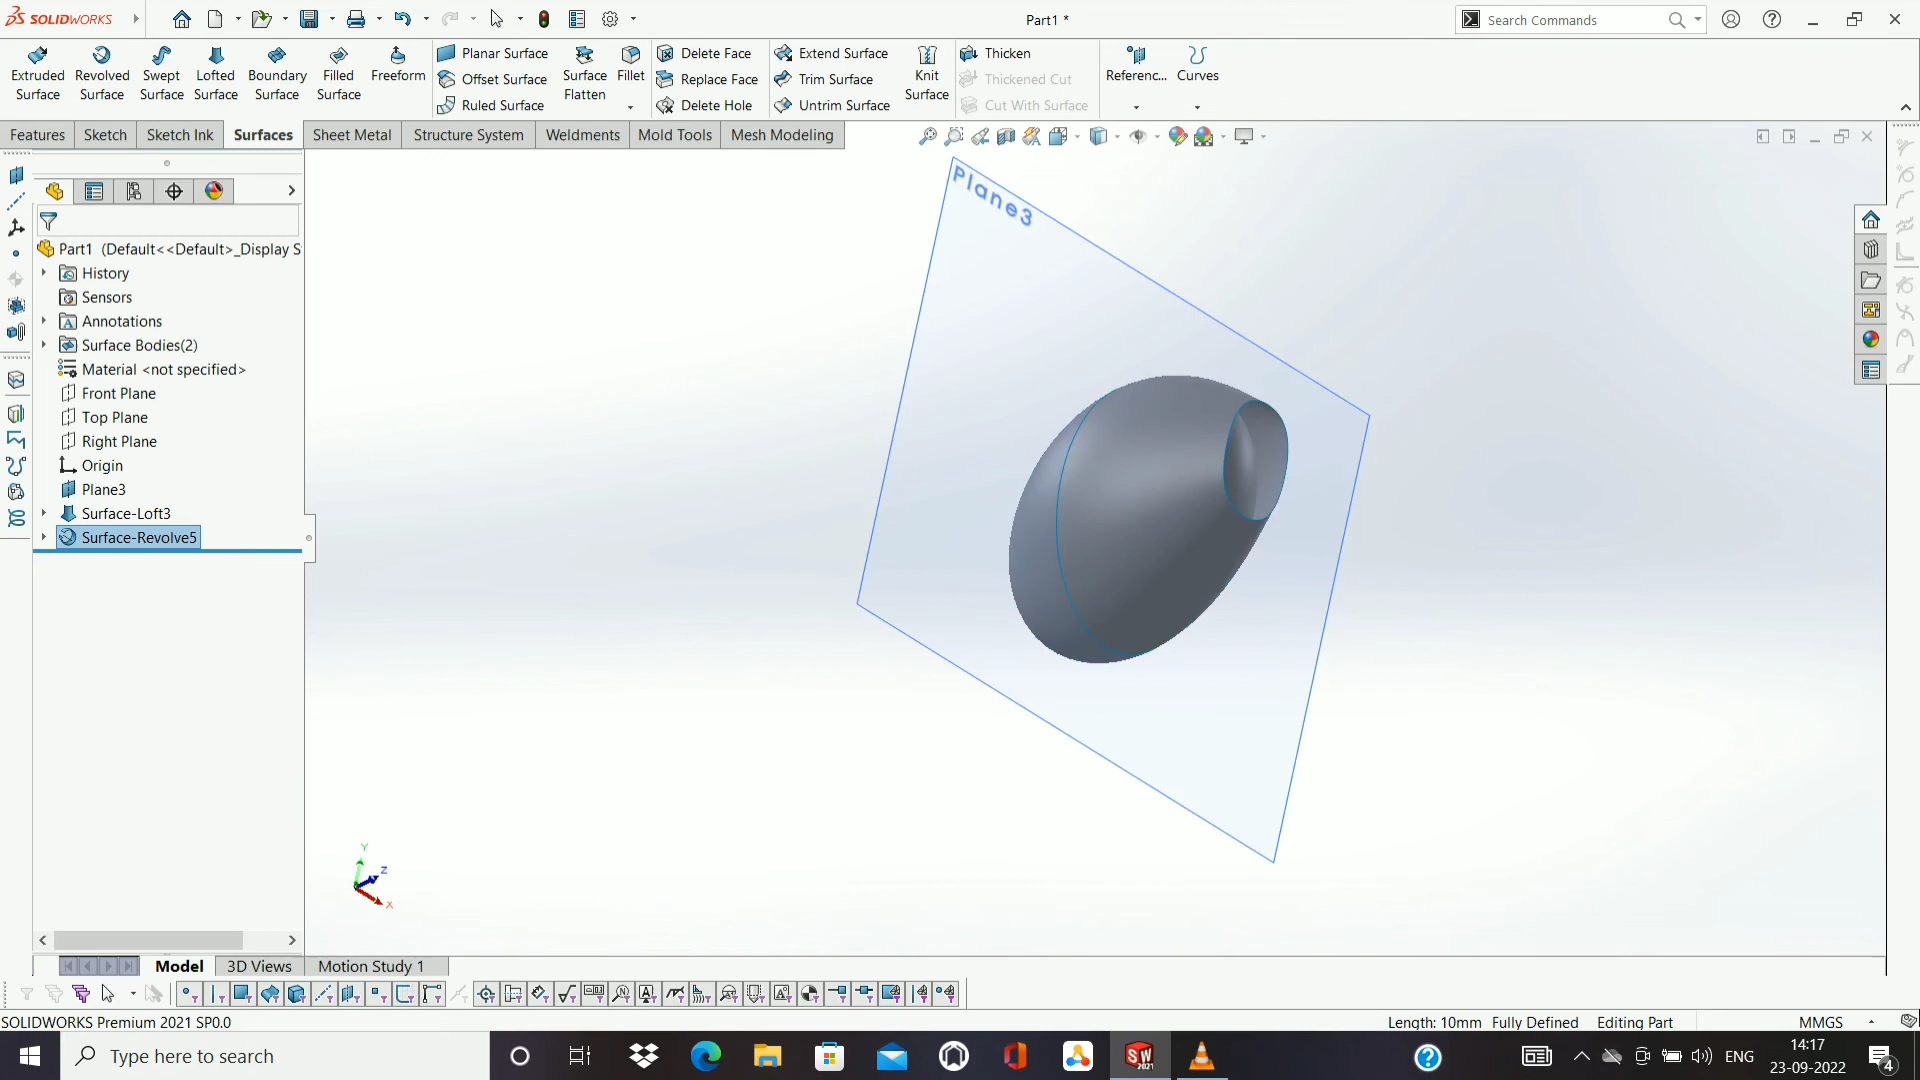 SOLIDWORKS
Part1 *
Search Commands
Extruded Surface
Revolved Surface
Swept Surface
Lofted Surface
Boundary Surface
Filled Surface
Freeform
Planar Surface
Offset Surface
Ruled Surface
Surface Flatten
Fillet
Delete Face
Replace Face
Delete Hole
Extend Surface
Trim Surface
Untrim Surface
Knit Surface
Thicken
Thickened Cut
Cut With Surface
Referenc...
Curves
Features
Sketch
Sketch Ink
Surfaces
Sheet Metal
Structure System
Weldments
Mold Tools
Mesh Modeling
Part1 (Default<<Default>_Display S
History
Sensors
Annotations
Surface Bodies(2)
Material <not specified>
Front Plane
Top Plane
Right Plane
Origin
Plane3
Surface-Loft3
Surface-Revolve5
Plane3
Y
Z
X
Model
3D Views
Motion Study 1
SOLIDWORKS Premium 2021 SP0.0
Length: 10mm
Fully Defined
Editing Part
MMGS
Type here to search
SW
2021
ENG
14:17
23-09-2022
4